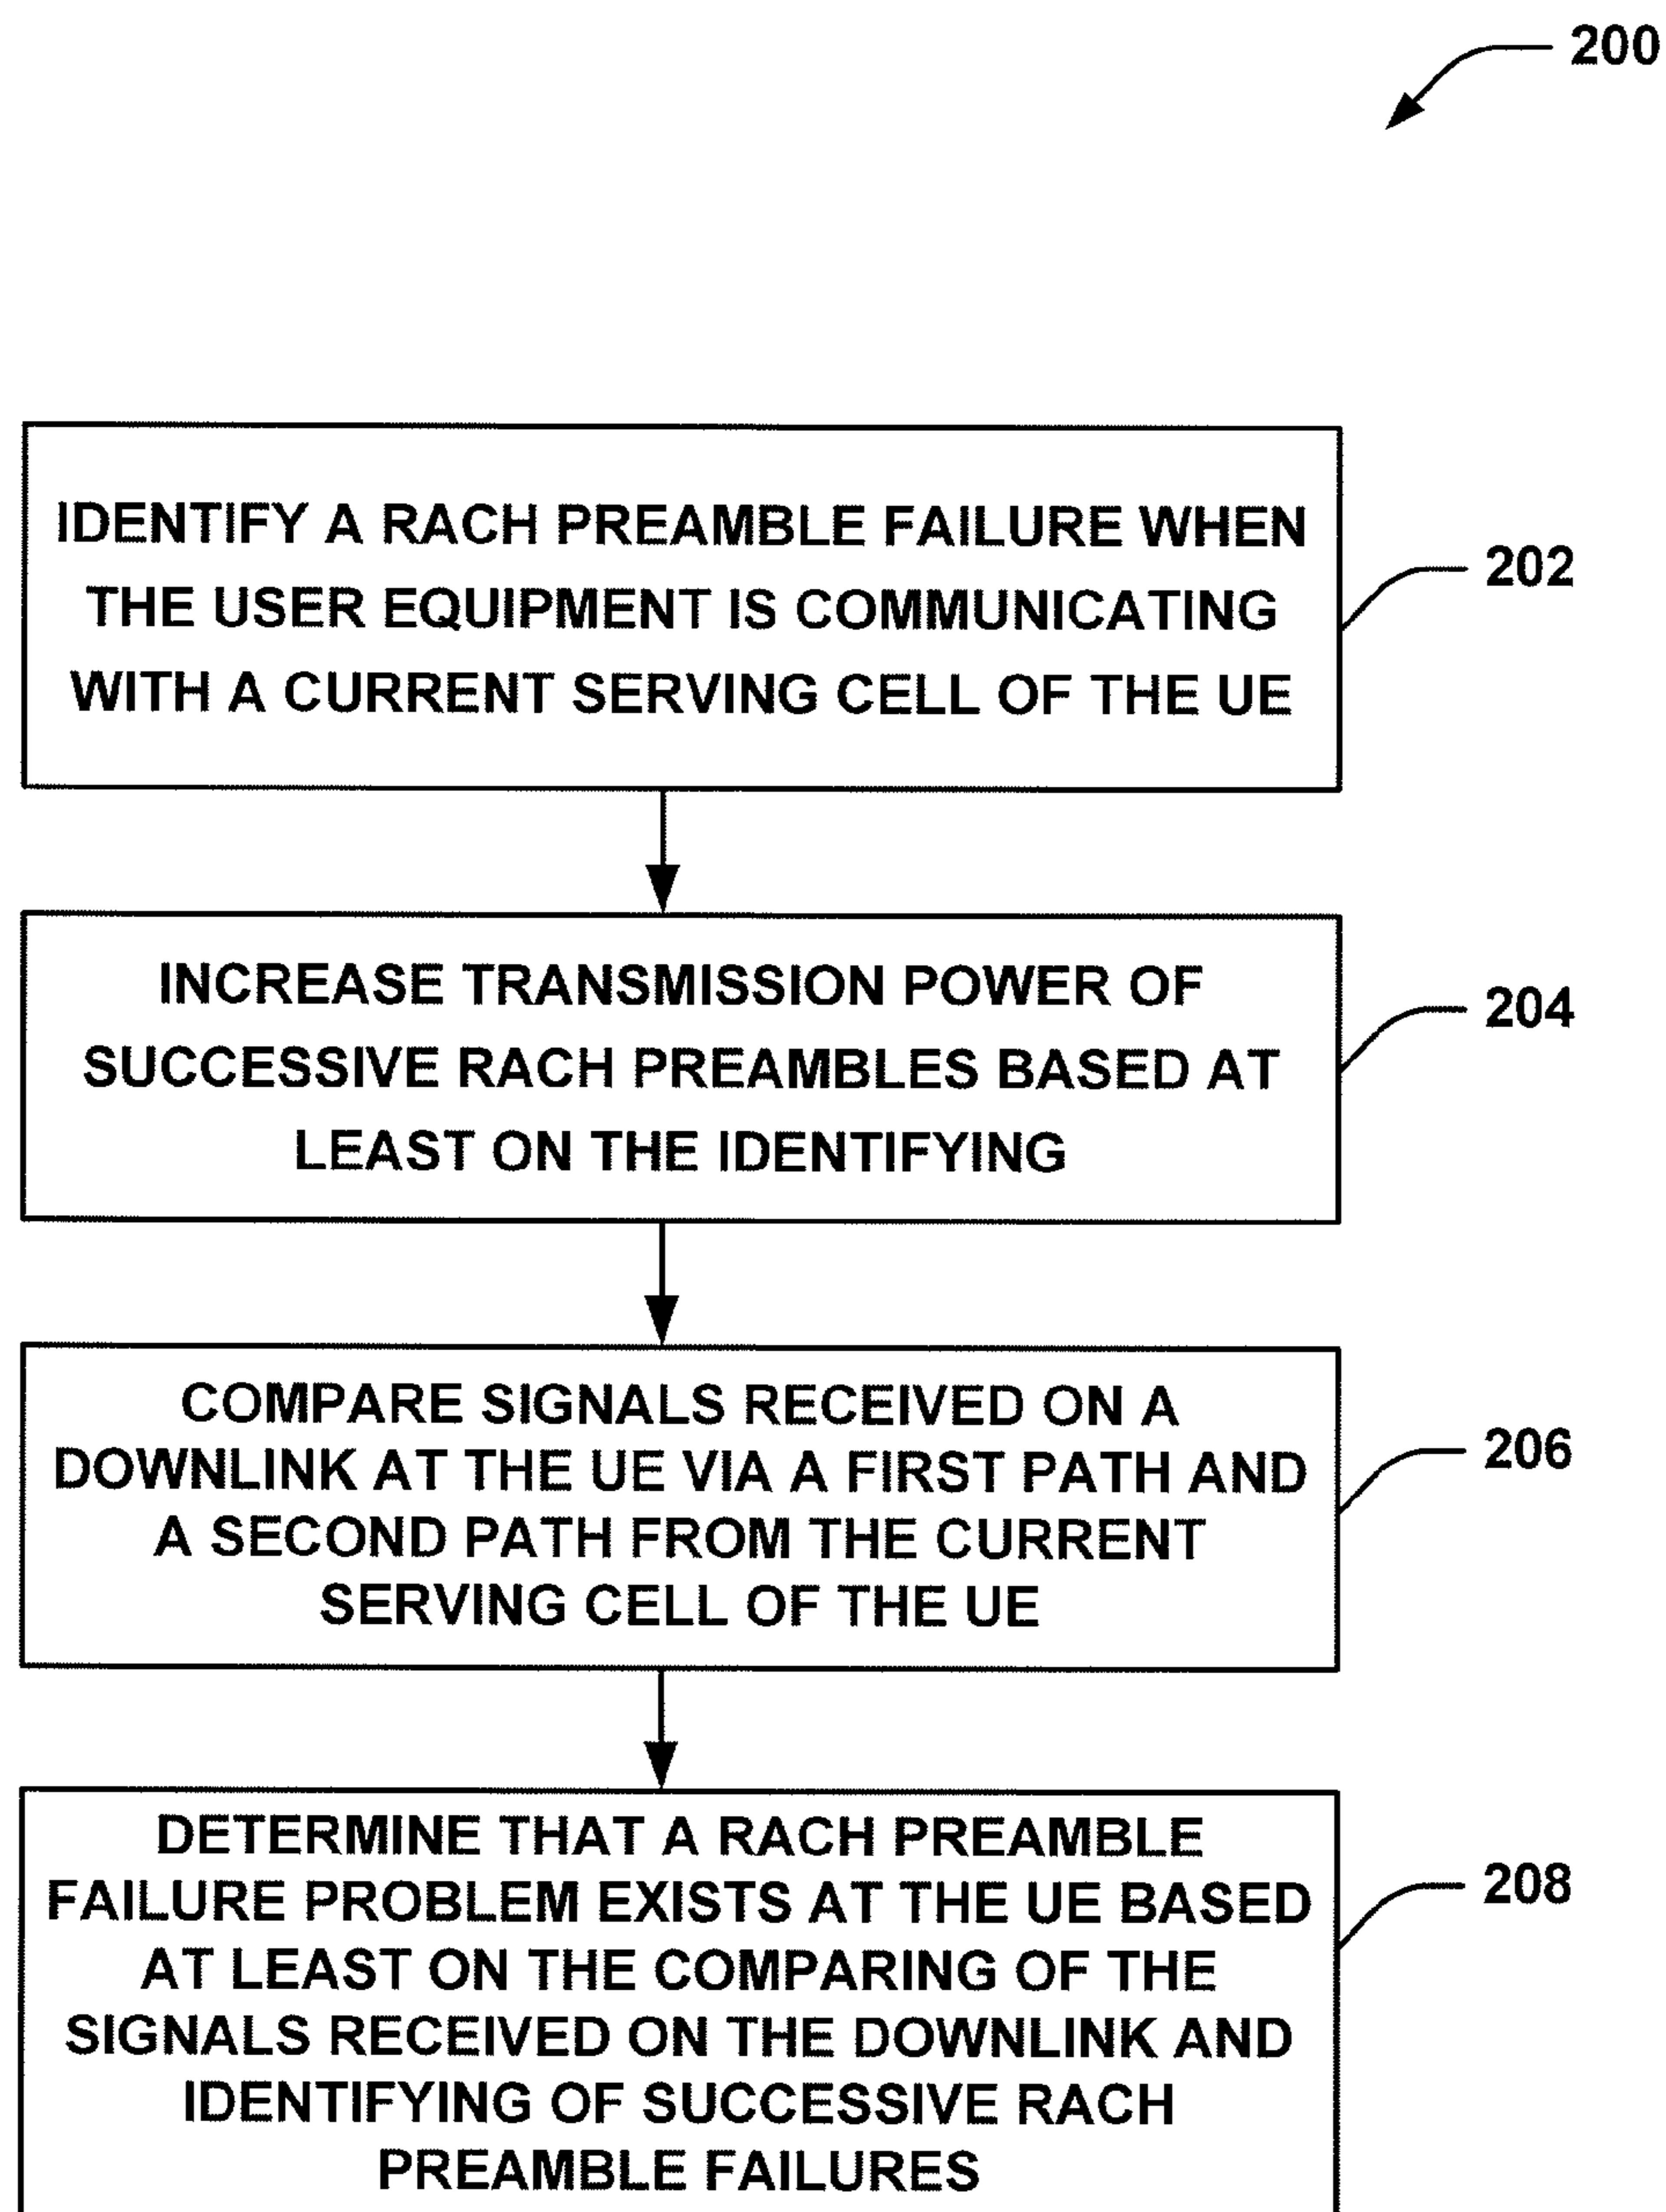 200
IDENTIFY A RACH PREAMBLE FAILURE WHEN
THE USER EQUIPMENT IS COMMUNICATING
WITH A CURRENT SERVING CELL OF THE UE
202
INCREASE TRANSMISSION POWER OF
SUCCESSIVE RACH PREAMBLES BASED AT
LEAST ON THE IDENTIFYING
204
COMPARE SIGNALS RECEIVED ON A
DOWNLINK AT THE UE VIA A FIRST PATH AND
A SECOND PATH FROM THE CURRENT
SERVING CELL OF THE UE
206
DETERMINE THAT A RACH PREAMBLE
FAILURE PROBLEM EXISTS AT THE UE BASED
AT LEAST ON THE COMPARING OF THE
SIGNALS RECEIVED ON THE DOWNLINK AND
IDENTIFYING OF SUCCESSIVE RACH
PREAMBLE FAILURES
208